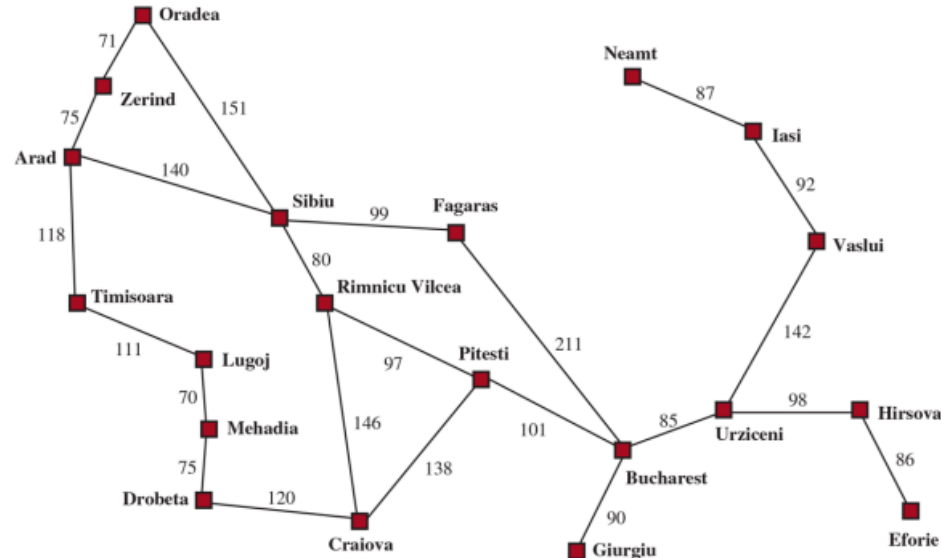 Oradea
71
Neamt
Zerind
87
151
75
Iasi
Arad
140
92
Sibiu
Fagaras
99
118
Vaslui
80
Timisoara
Rimnicu Vilcea
142
111
Pitesti
211
Lugoj
97
70
98
Hirsova
146
85
Urziceni
Mehadia
101
138
86
75
Bucharest
Drobeta
120
90
Eforie
Craiova
Giurgiu